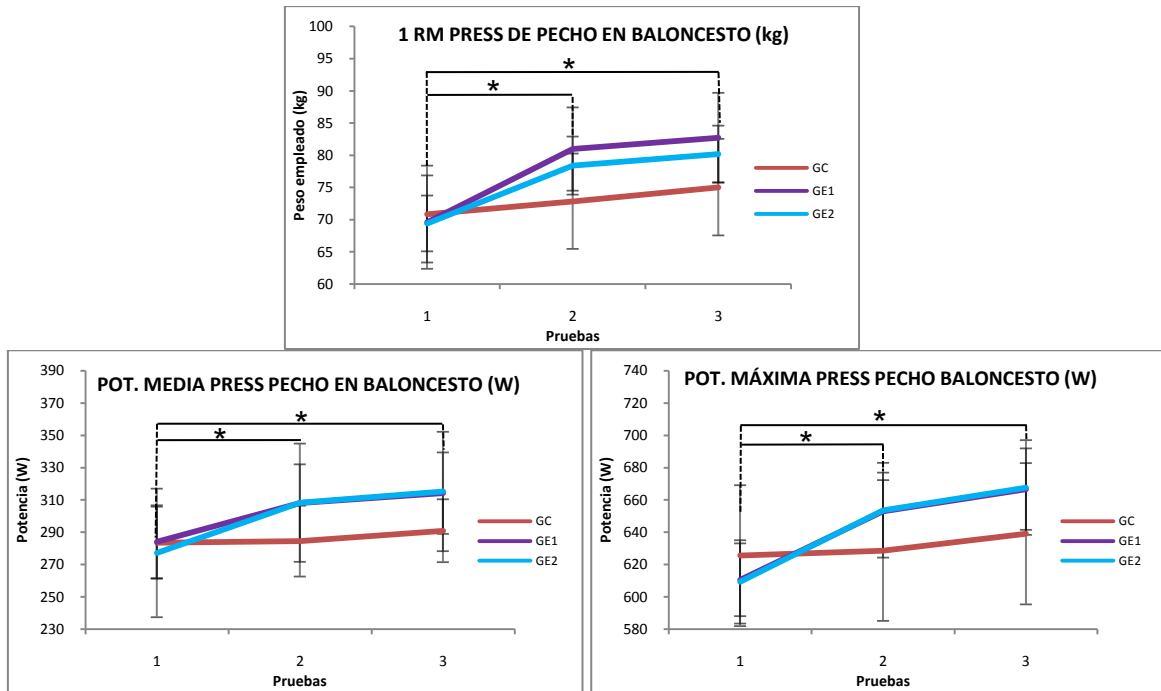 1 RM PRESS DE PECHO EN BALONCESTO (kg)
Peso empleado (kg)
100
95
90
85
80
75
70
65
60
*
*
GC
GE1
GE2
1 2 3
Pruebas
POT. MEDIA PRESS PECHO EN BALONCESTO (W)
Potencia (W)
390
370
350
330
310
290
270
250
230
*
*
GC
GE1
GE2
1 2 3
Pruebas
POT. MÁXIMA PRESS PECHO BALONCESTO (W)
Potencia (W)
740
720
700
680
660
640
620
600
580
*
*
GC
GE1
GE2
1 2 3
Pruebas